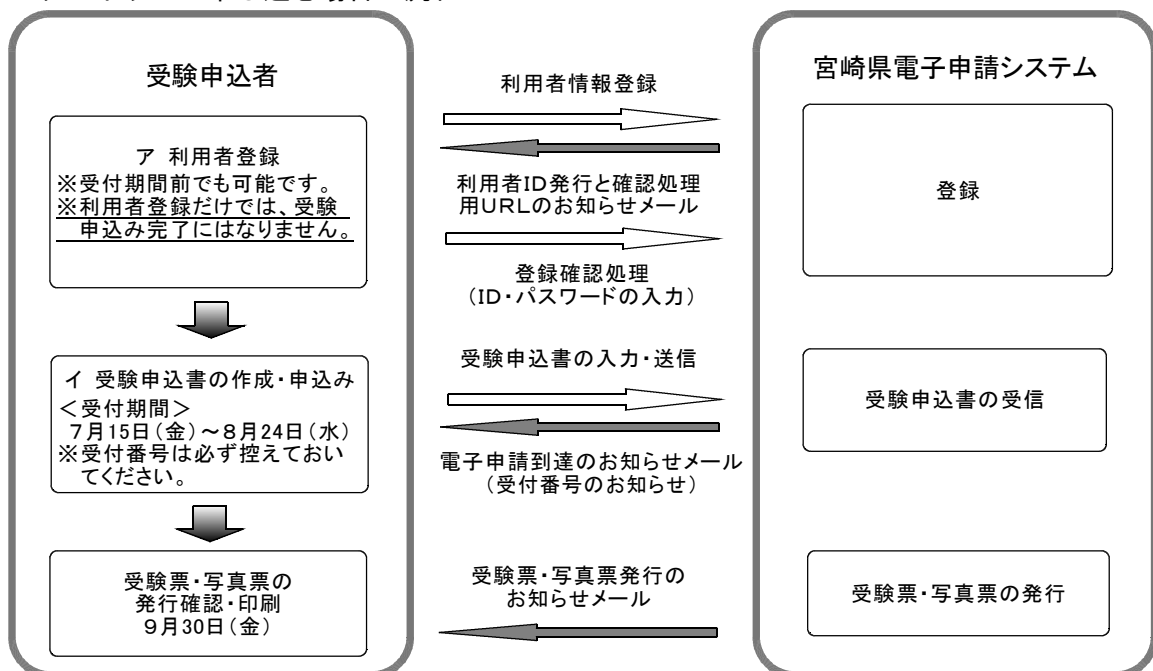 受験申込者
ア 利用者登録
※受付期間前でも可能です。
※利用者登録だけでは、受験
申込み完了にはなりません。
イ 受験申込書の作成・申込み
＜受付期間＞
７月15日（金）～８月24日（水）
※受付番号は必ず控えておい
てください。
受験票・写真票の
発行確認・印刷
９月30日（金）
利用者情報登録
利用者ID発行と確認処理
用ＵＲＬのお知らせメール
登録確認処理
（ID・パスワードの入力）
受験申込書の入力・送信
電子申請到達のお知らせメール
（受付番号のお知らせ）
受験票・写真票発行の
お知らせメール
宮崎県電子申請システム
登録
受験申込書の受信
受験票・写真票の発行